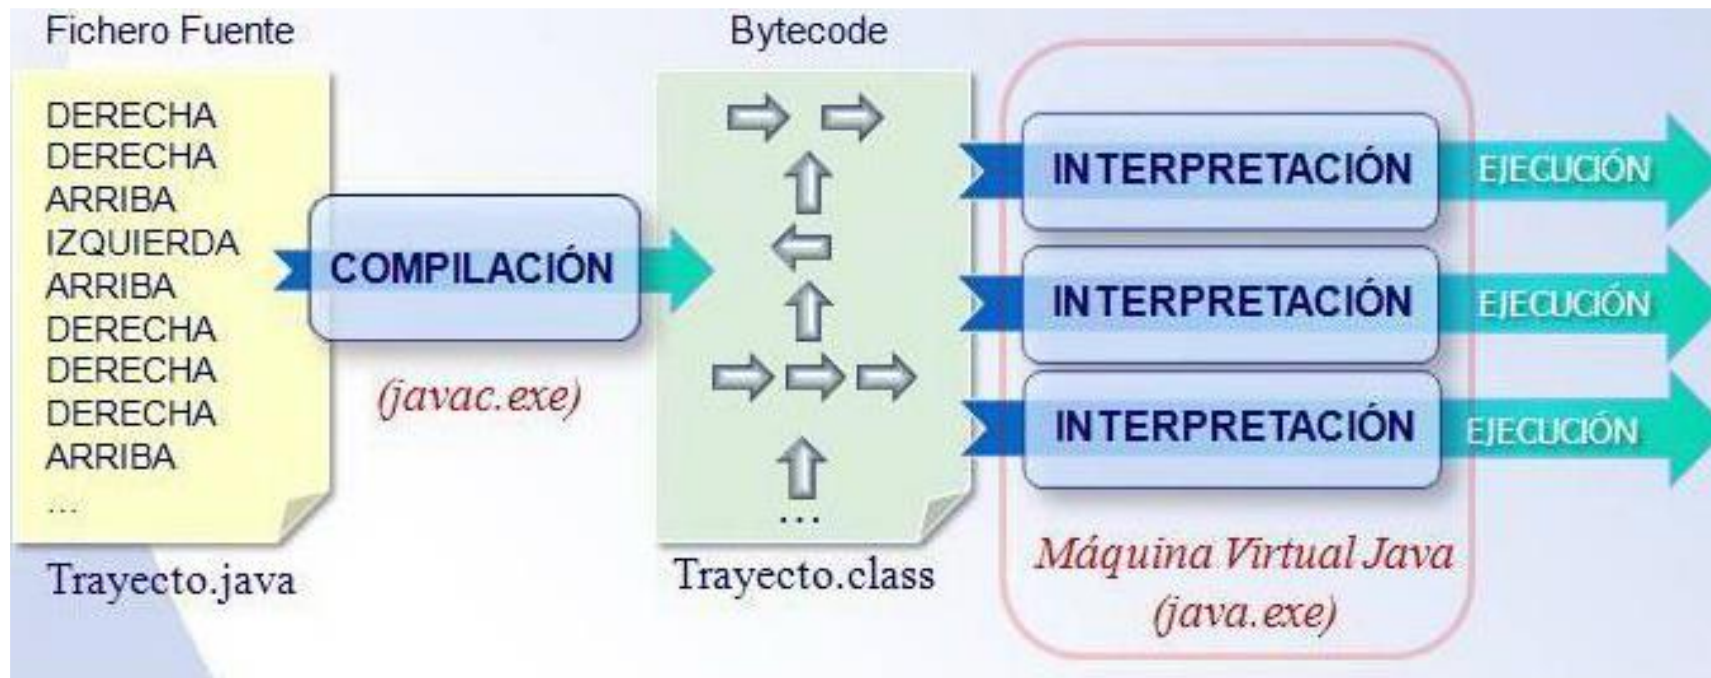 Fichero Fuente
DERECHA
DERECHA
ARRIBA
IZQUIERDA
ARRIBA
DERECHA
DERECHA
DERECHA
ARRIBA
...
Trayecto.java
COMPILACIÓN
(javac.exe)
Bytecode
...
Trayecto.class
INTERPRETACIÓN
EJECUCIÓN
INTERPRETACIÓN
EJECUCIÓN
INTERPRETACIÓN
EJECUCIÓN
Máquina Virtual Java
(java.exe)